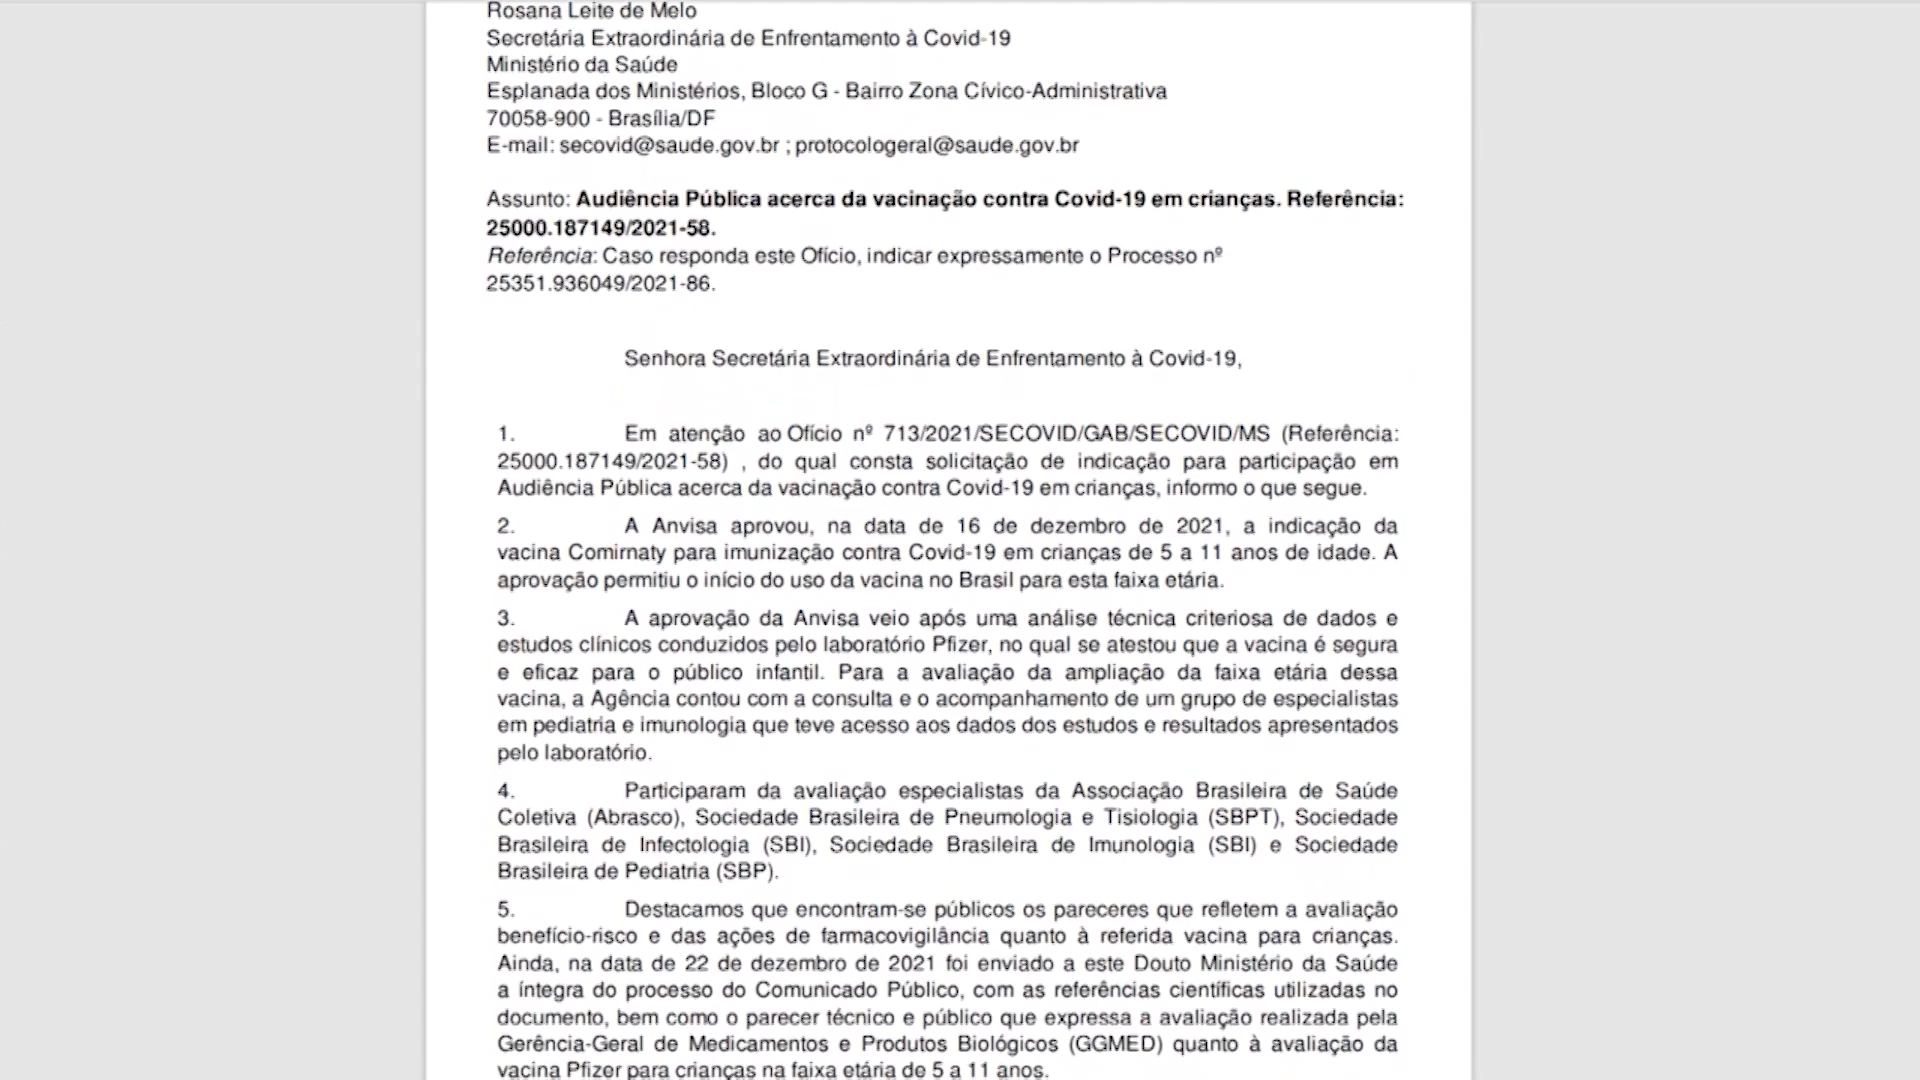 Rosana Leite de Melo
Secretária Extraordinária de Enfrentamento à Covid-19
Ministério da Saúde
Esplanada dos Ministérios, Bloco G - Bairro Zona Cívico-Administrativa
70058-900 - Brasília/DF
E-mail: secovid@saude.gov.br ; protocologeral@saude.gov.br
Assunto: Audiência Pública acerca da vacinação contra Covid-19 em crianças. Referência:
25000.187149/2021-58.
Referência: Caso responda este Ofício, indicar expressamente o Processo nº
25351.936049/2021-86.
Senhora Secretária Extraordinária de Enfrentamento à Covid-19,
1. Em atenção ao Ofício nº 713/2021/SECOVID/GAB/SECOVID/MS (Referência:
25000.187149/2021-58) , do qual consta solicitação de indicação para participação em
Audiência Pública acerca da vacinação contra Covid-19 em crianças, informo o que segue.
2. A Anvisa aprovou, na data de 16 de dezembro de 2021, a indicação da
vacina Comirnaty para imunização contra Covid-19 em crianças de 5 a 11 anos de idade. A
aprovação permitiu o início do uso da vacina no Brasil para esta faixa etária.
3. A aprovação da Anvisa veio após uma análise técnica criteriosa de dados e
estudos clínicos conduzidos pelo laboratório Pfizer, no qual se atestou que a vacina é segura
e eficaz para o público infantil. Para a avaliação da ampliação da faixa etária dessa
vacina, a Agência contou com a consulta e o acompanhamento de um grupo de especialistas
em pediatria e imunologia que teve acesso aos dados dos estudos e resultados apresentados
pelo laboratório.
4. Participaram da avaliação especialistas da Associação Brasileira de Saúde
Coletiva (Abrasco), Sociedade Brasileira de Pneumologia e Tisiologia (SBPT), Sociedade
Brasileira de Infectologia (SBI), Sociedade Brasileira de Imunologia (SBI) e Sociedade
Brasileira de Pediatria (SBP).
5. Destacamos que encontram-se públicos os pareceres que refletem a avaliação
benefício-risco e das ações de farmacovigilância quanto à referida vacina para crianças.
Ainda, na data de 22 de dezembro de 2021 foi enviado a este Douto Ministério da Saúde
a íntegra do processo do Comunicado Público, com as referências científicas utilizadas no
documento, bem como o parecer técnico e público que expressa a avaliação realizada pela
Gerência-Geral de Medicamentos e Produtos Biológicos (GGMED) quanto à avaliação da
vacina Pfizer para crianças na faixa etária de 5 a 11 anos.